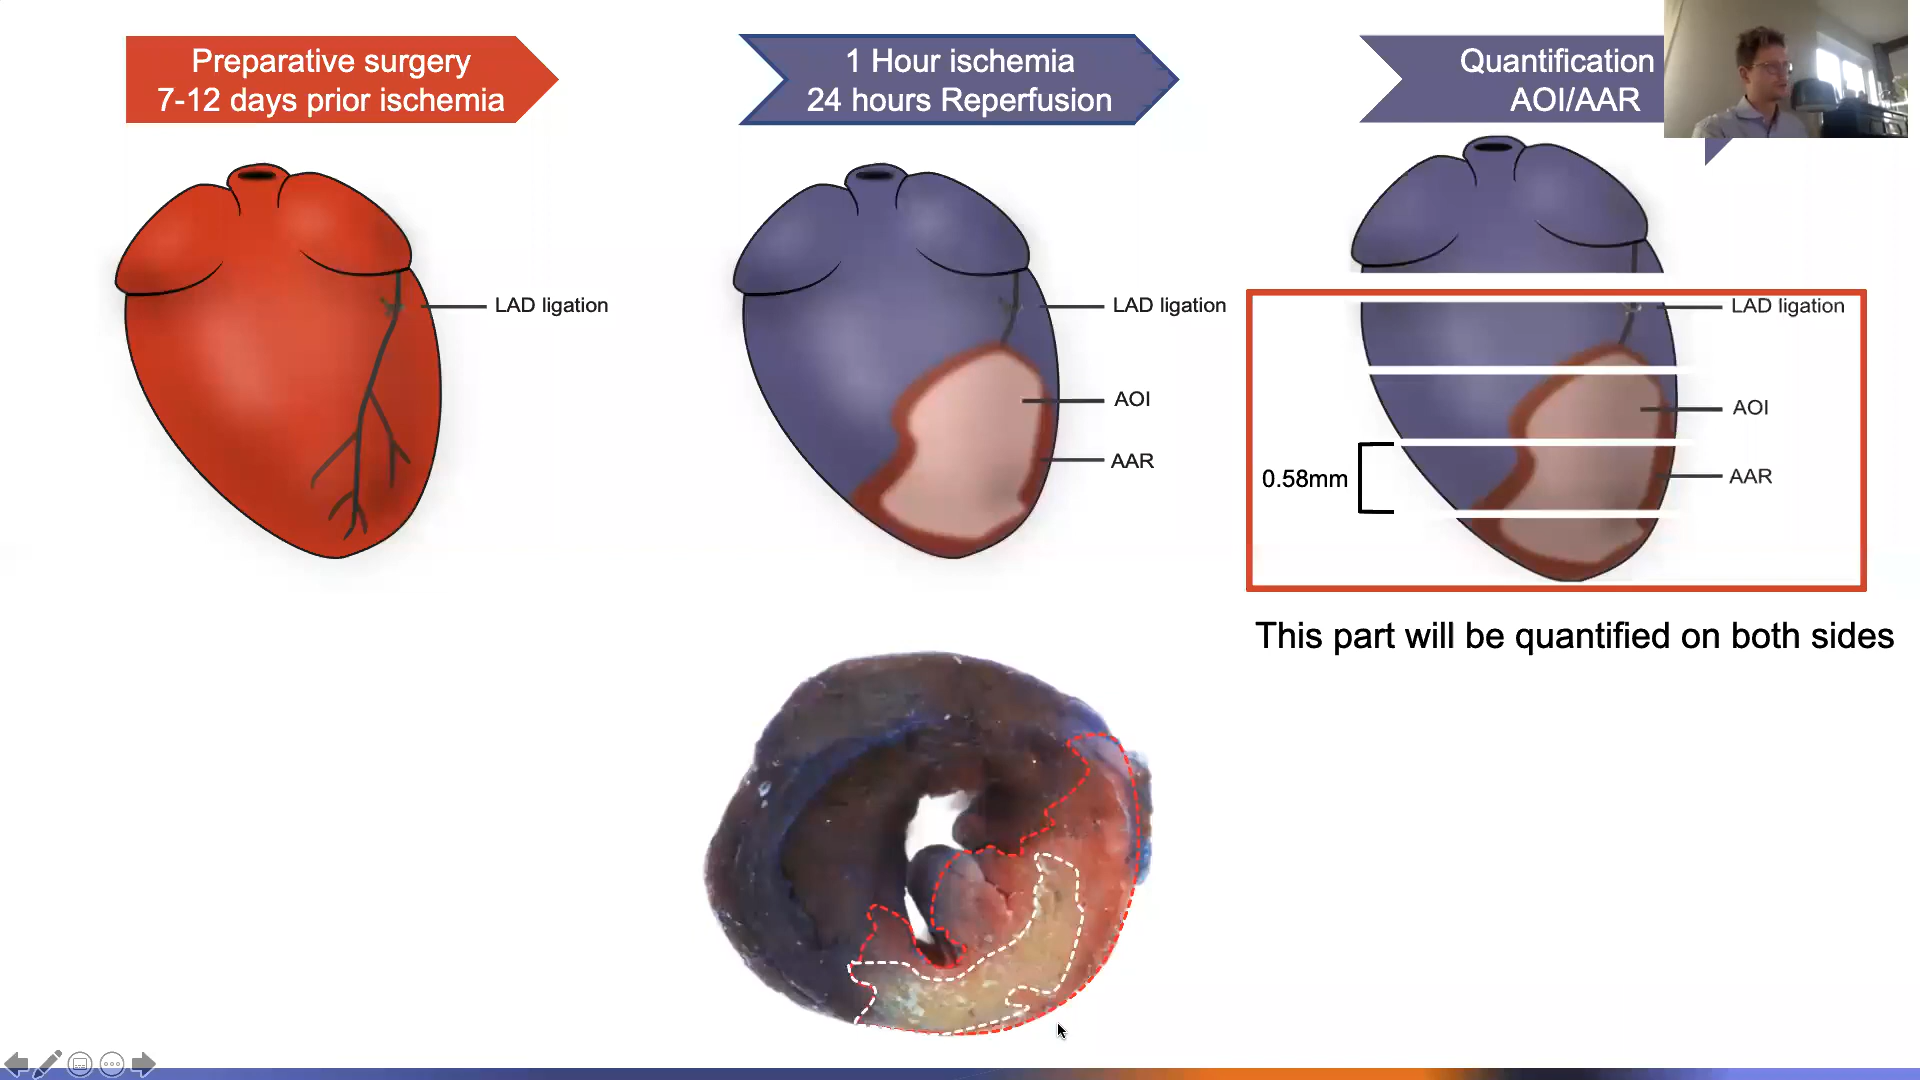 Preparative surgery
7-12 days prior ischemia
1 Hour ischemia
24 hours Reperfusion
Quantification
AOI/AAR
LAD ligation
LAD ligation
AOI
AAR
LAD ligation
AOI
AAR
0.58mm
This part will be quantified on both sides